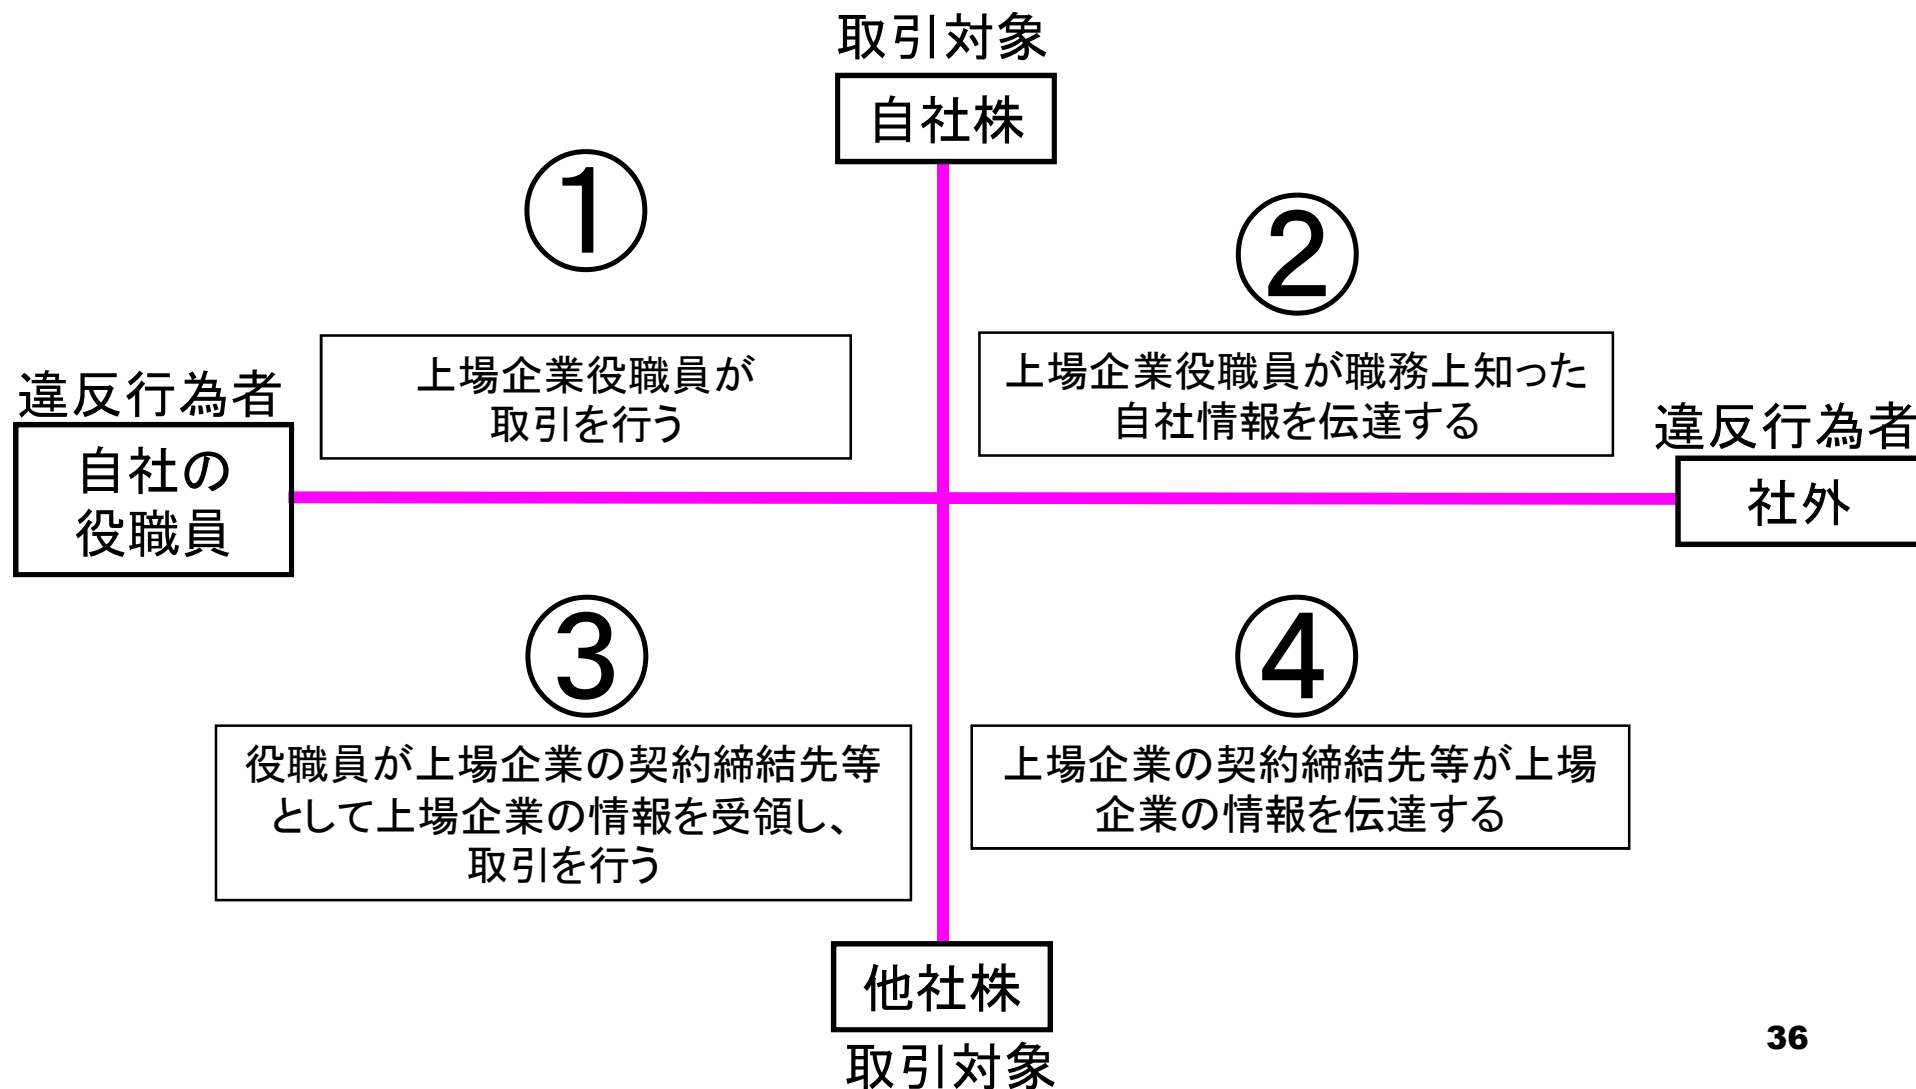 取引対象
自社株
①
②
上場企業役職員が
取引を行う
上場企業役職員が職務上知った
自社情報を伝達する
違反行為者
自社の
役職員
違反行為者
社外
③
④
役職員が上場企業の契約締結先等
として上場企業の情報を受領し、
取引を行う
上場企業の契約締結先等が上場
企業の情報を伝達する
他社株
取引対象
36